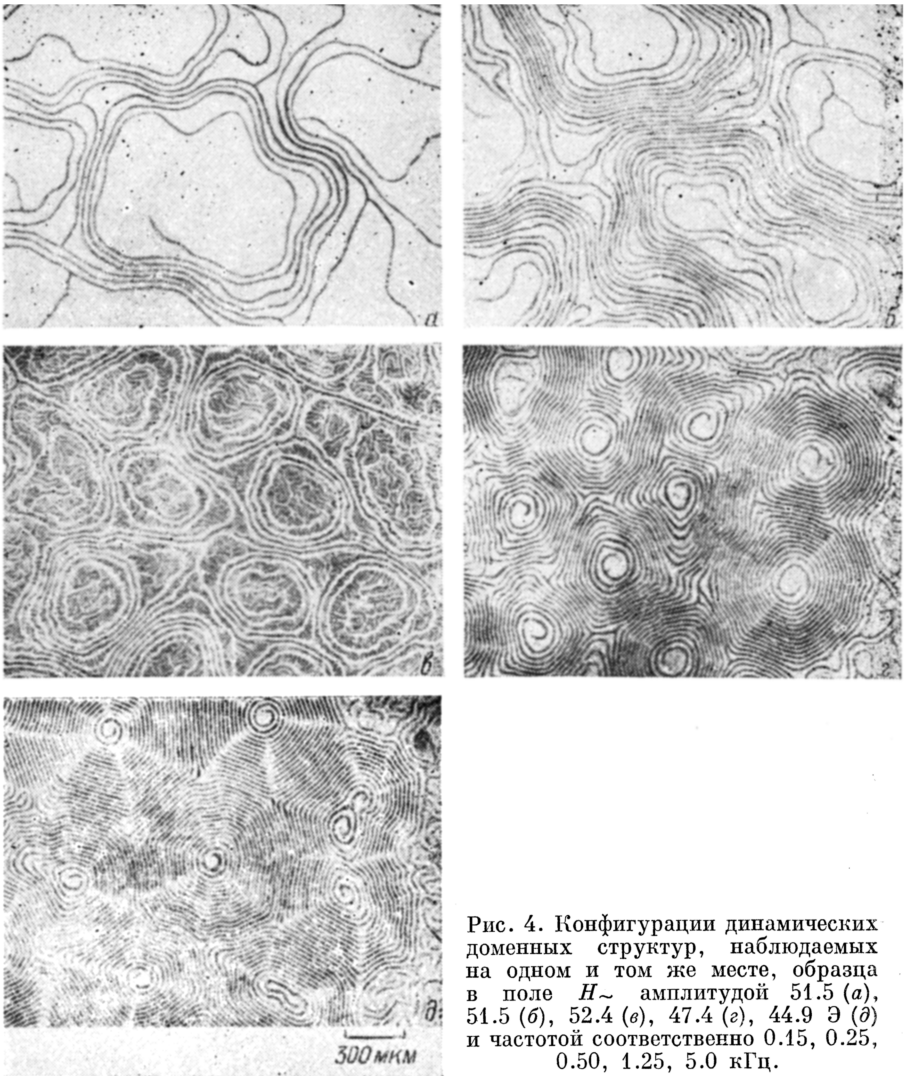 а
б
в
г
д
300 мкм
Рис. 4. Конфигурации динамических
доменных структур, наблюдаемых
на одном и том же месте, образца
в поле H~ амплитудой 51.5 (а),
51.5 (б), 52.4 (в), 47.4 (г), 44.9 Э (д)
и частотой соответственно 0.15, 0.25,
0.50, 1.25, 5.0 кГц.